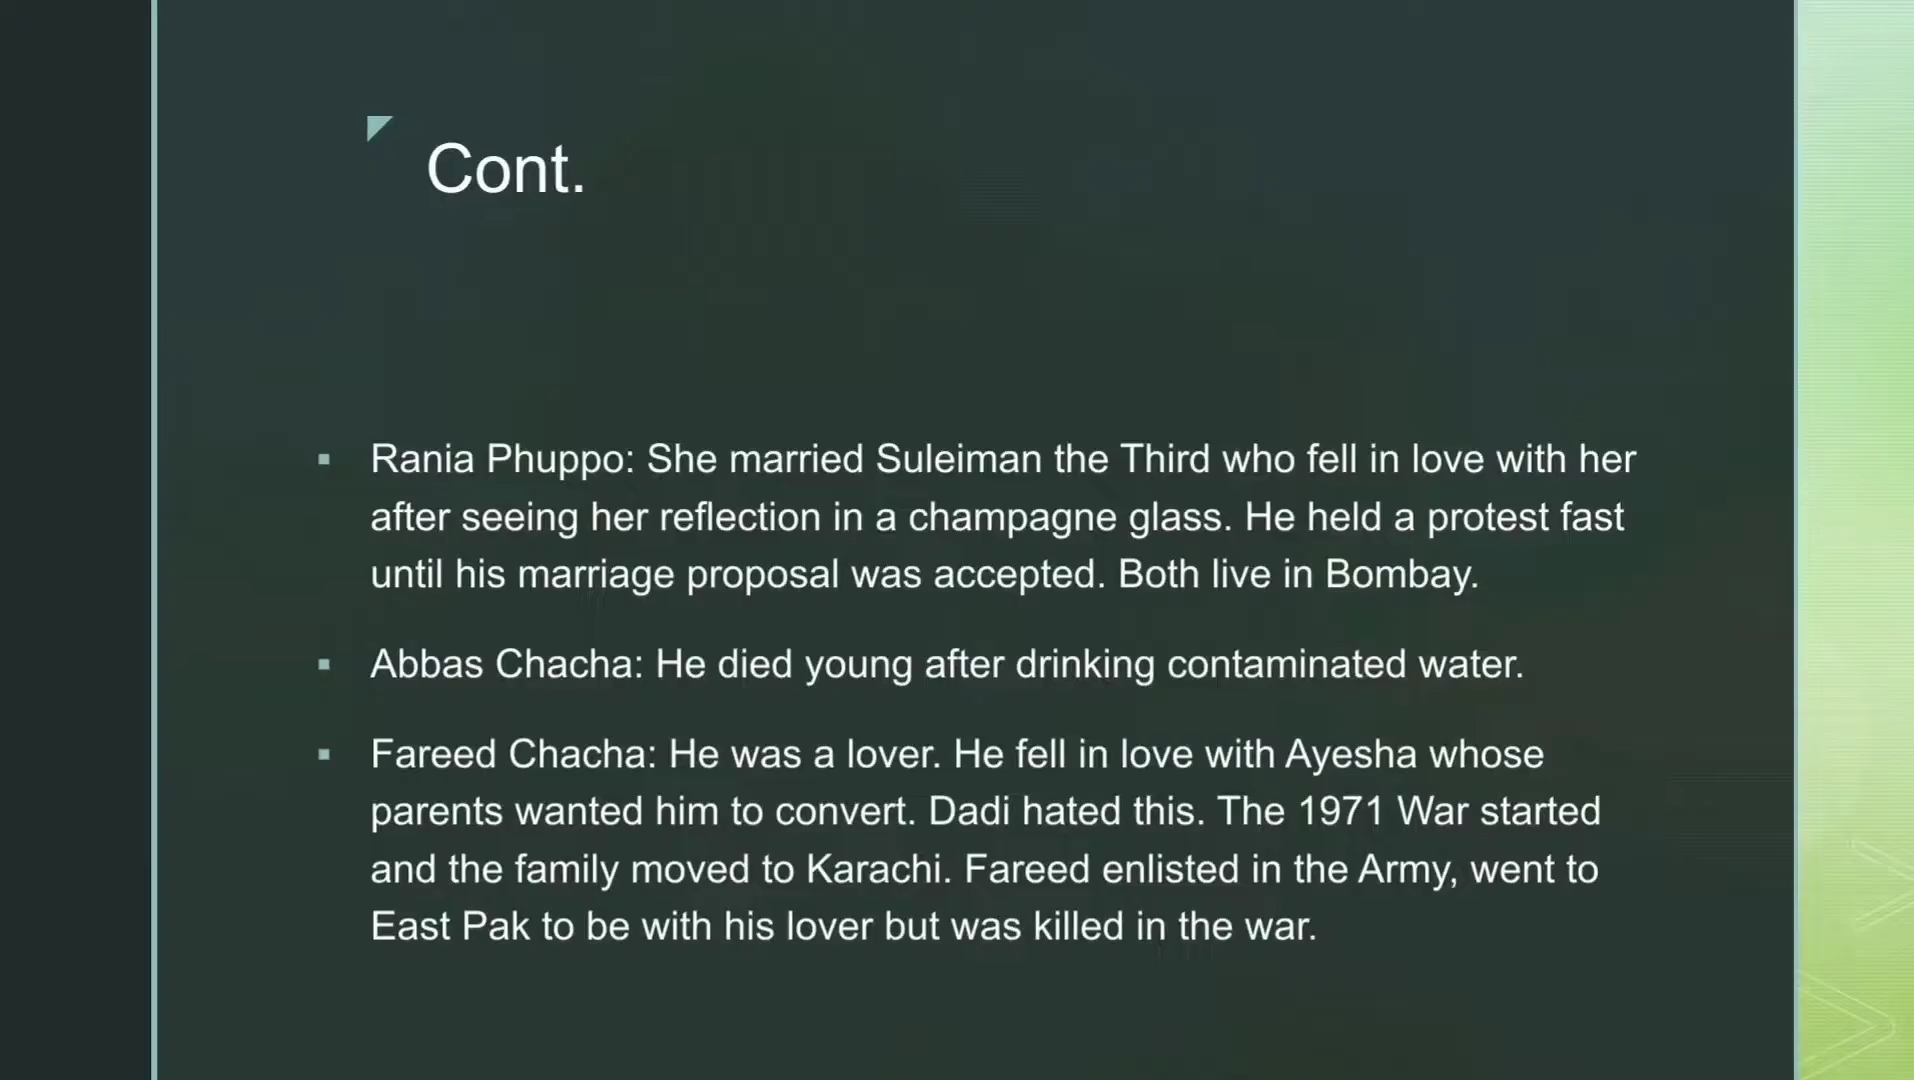 Cont.
Rania Phuppo: She married Suleiman the Third who fell in love with her
after seeing her reflection in a champagne glass. He held a protest fast
until his marriage proposal was accepted. Both live in Bombay.
Abbas Chacha: He died young after drinking contaminated water.
Fareed Chacha: He was a lover. He fell in love with Ayesha whose
parents wanted him to convert. Dadi hated this. The 1971 War started
and the family moved to Karachi. Fareed enlisted in the Army, went to
East Pak to be with his lover but was killed in the war.